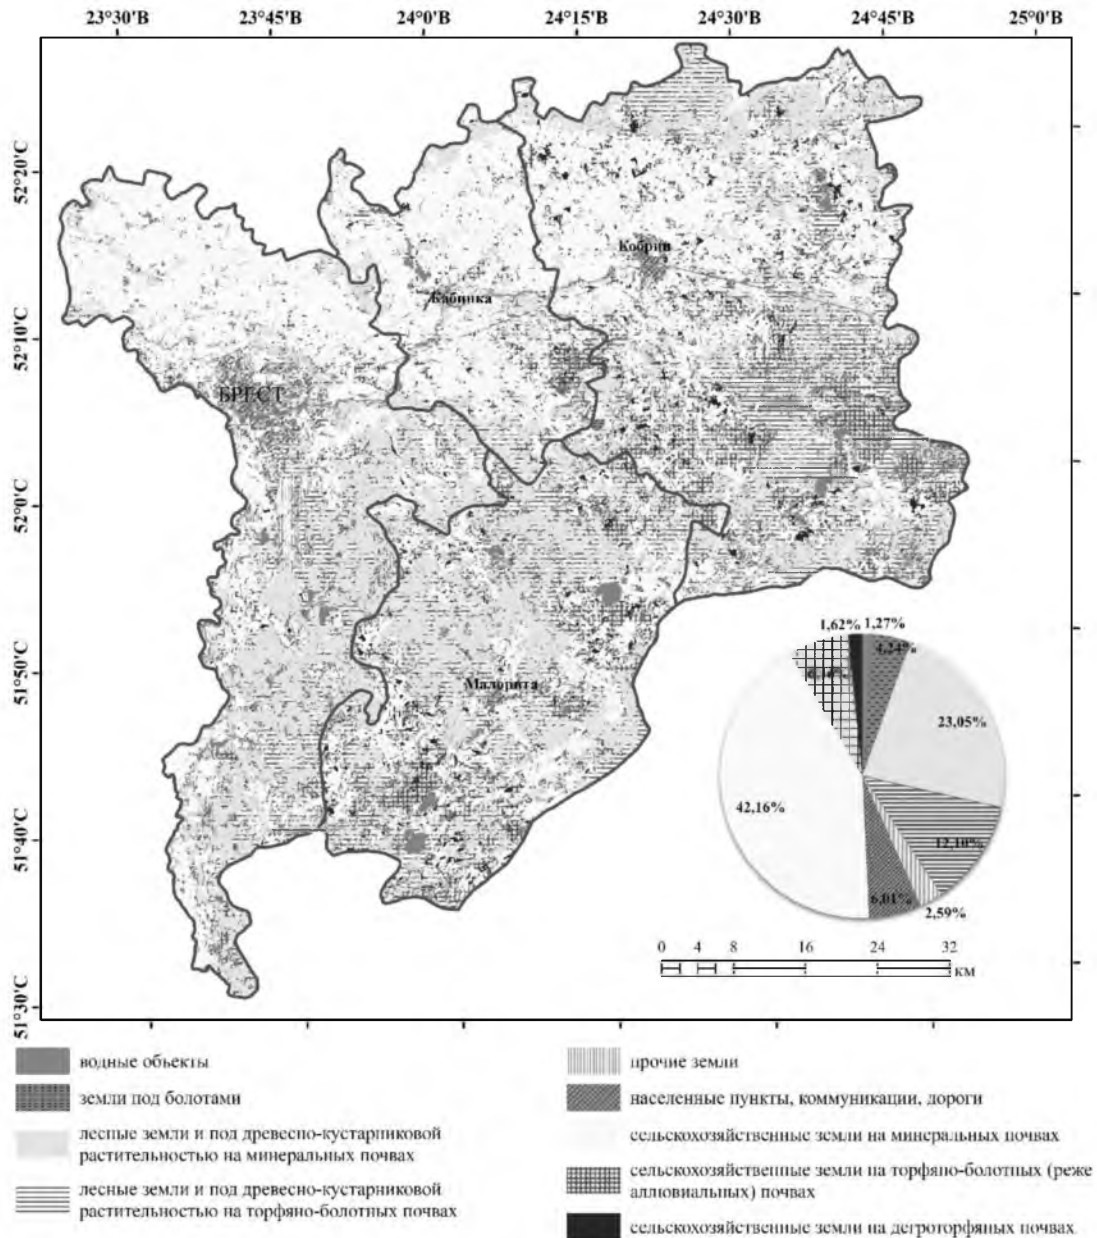 23°30'В 23°45'В 24°0'В 24°15'В 24°30'В 24°45'В 25°0'В
52°20'С
52°10'С
52°0'С
51°50'С
51°40'С
51°30'С
Кобрин
Жабинка
БРЕСТ
Малорита
1,62% 1,27%
4,24%
23,05%
42,16%
12,10%
6,01%
2,59%
0 4 8 16 24 32
км
водные объекты
земли под болотами
лесные земли и под древесно-кустарниковой
растительностью на минеральных почвах
лесные земли и под древесно-кустарниковой
растительностью на торфяно-болотных почвах
прочие земли
населенные пункты, коммуникации, дороги
сельскохозяйственные земли на минеральных почвах
сельскохозяйственные земли на торфяно-болотных (реже
аллювиальных) почвах
сельскохозяйственные земли на дегроторфяных почвах